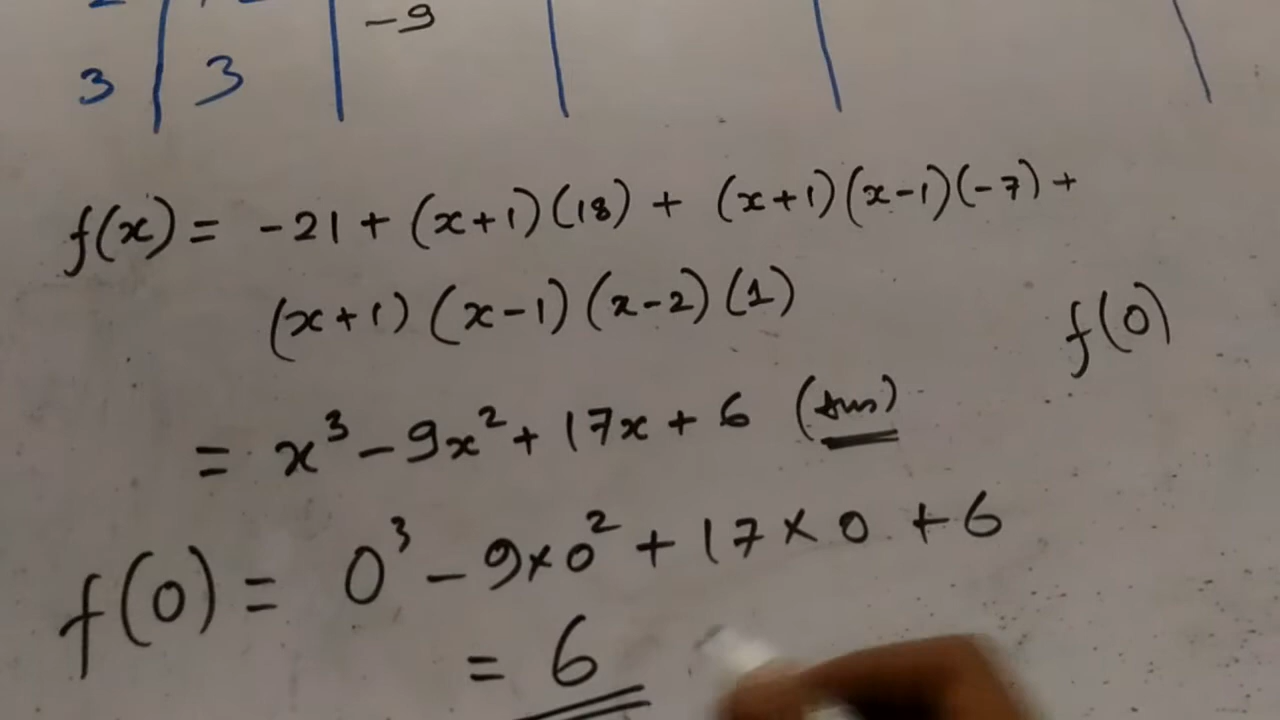 -9
3 3
f(x) = -21 + (x+1)(18) + (x+1)(x-1)(-7) +
(x+1)(x-1)(x-2)(1)
f(0)
= x³ - 9x² + 17x + 6 (Ans)
f(0) = 0³ - 9×0² + 17×0 + 6
= 6